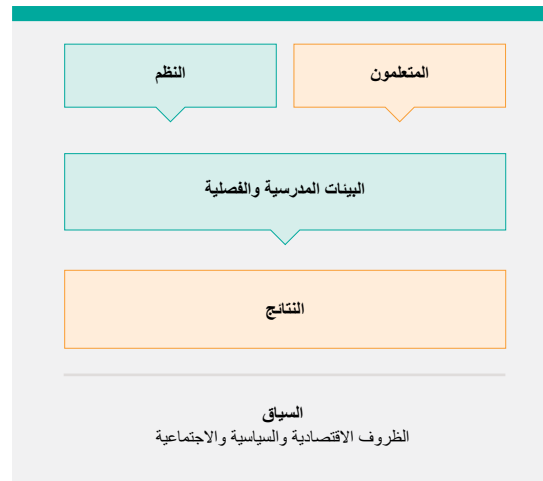 المتعلمون
النظم
البيئات المدرسية والفصلية
النتائج
السياق
الظروف الاقتصادية والسياسية والاجتماعية